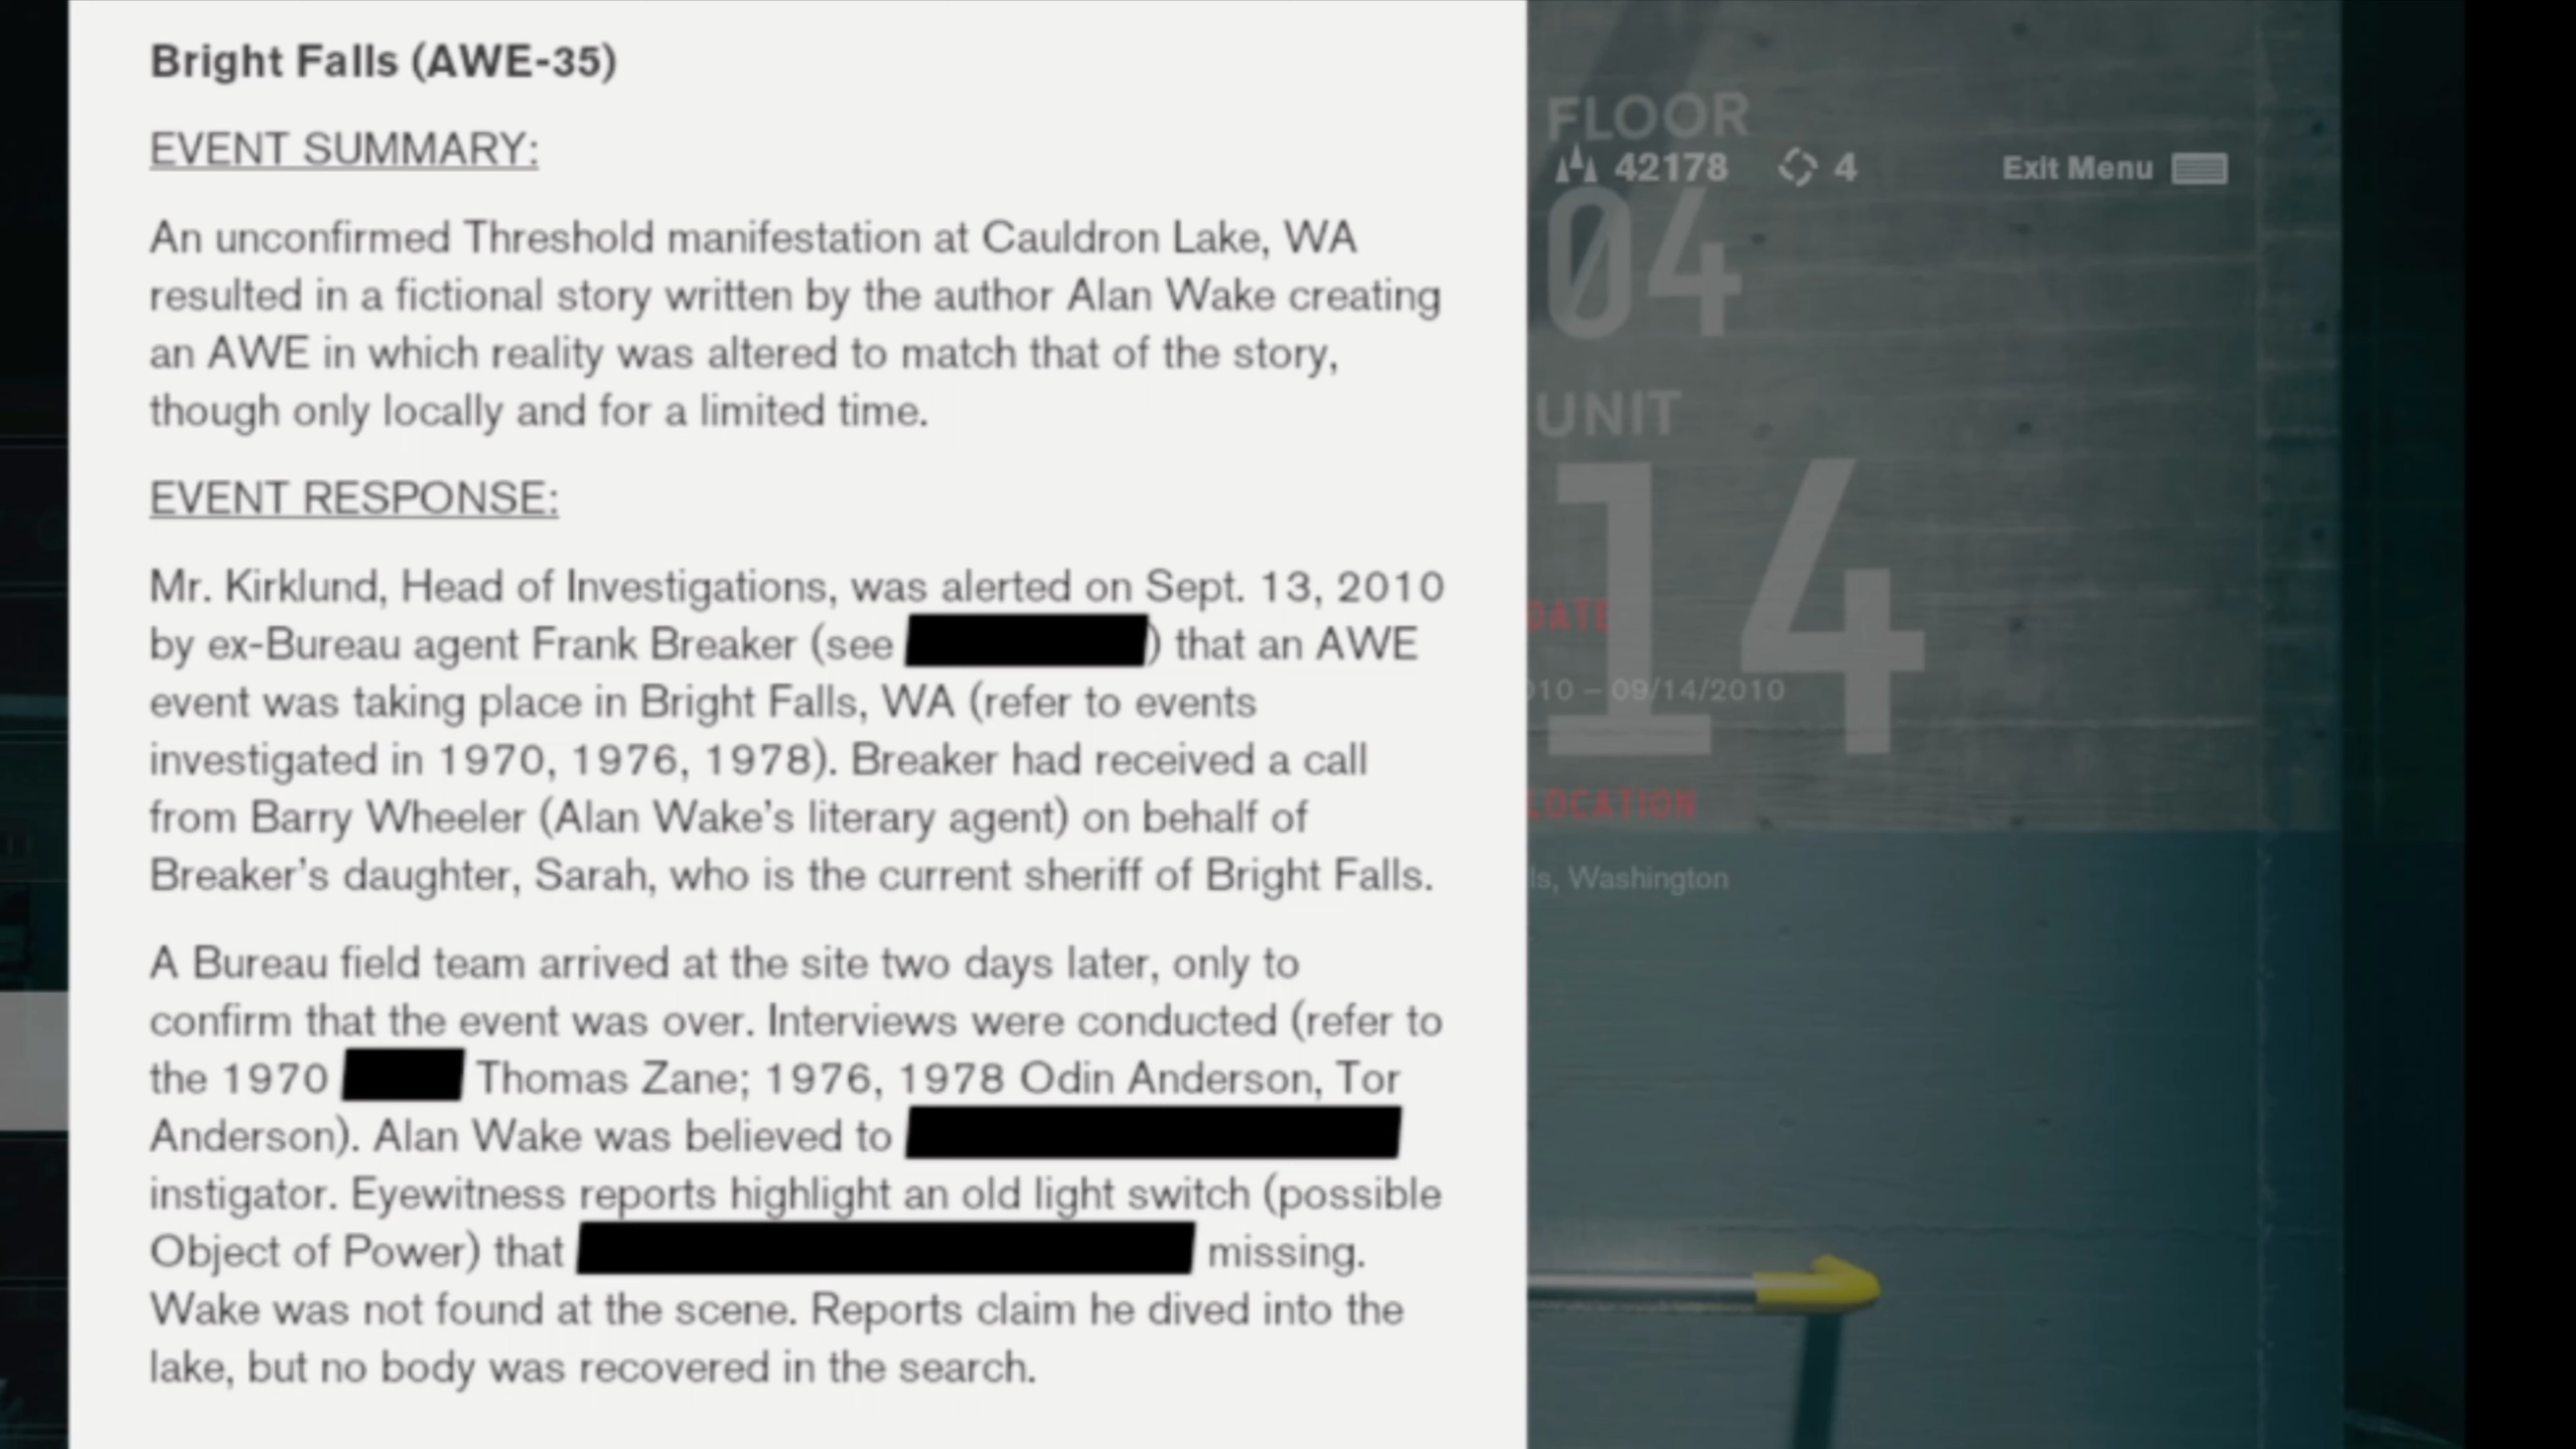 Bright Falls (AWE-35)
EVENT SUMMARY:
An unconfirmed Threshold manifestation at Cauldron Lake, WA
resulted in a fictional story written by the author Alan Wake creating
an AWE in which reality was altered to match that of the story,
though only locally and for a limited time.
EVENT RESPONSE:
Mr. Kirklund, Head of Investigations, was alerted on Sept. 13, 2010
by ex-Bureau agent Frank Breaker (see ) that an AWE
event was taking place in Bright Falls, WA (refer to events
investigated in 1970, 1976, 1978). Breaker had received a call
from Barry Wheeler (Alan Wake's literary agent) on behalf of
Breaker's daughter, Sarah, who is the current sheriff of Bright Falls.
A Bureau field team arrived at the site two days later, only to
confirm that the event was over. Interviews were conducted (refer to
the 1970 Thomas Zane; 1976, 1978 Odin Anderson, Tor
Anderson). Alan Wake was believed to
instigator. Eyewitness reports highlight an old light switch (possible
Object of Power) that missing.
Wake was not found at the scene. Reports claim he dived into the
lake, but no body was recovered in the search.
FLOOR
42178 4 Exit Menu
04
UNIT
14
DATE
010 – 09/14/2010
LOCATION
ls, Washington